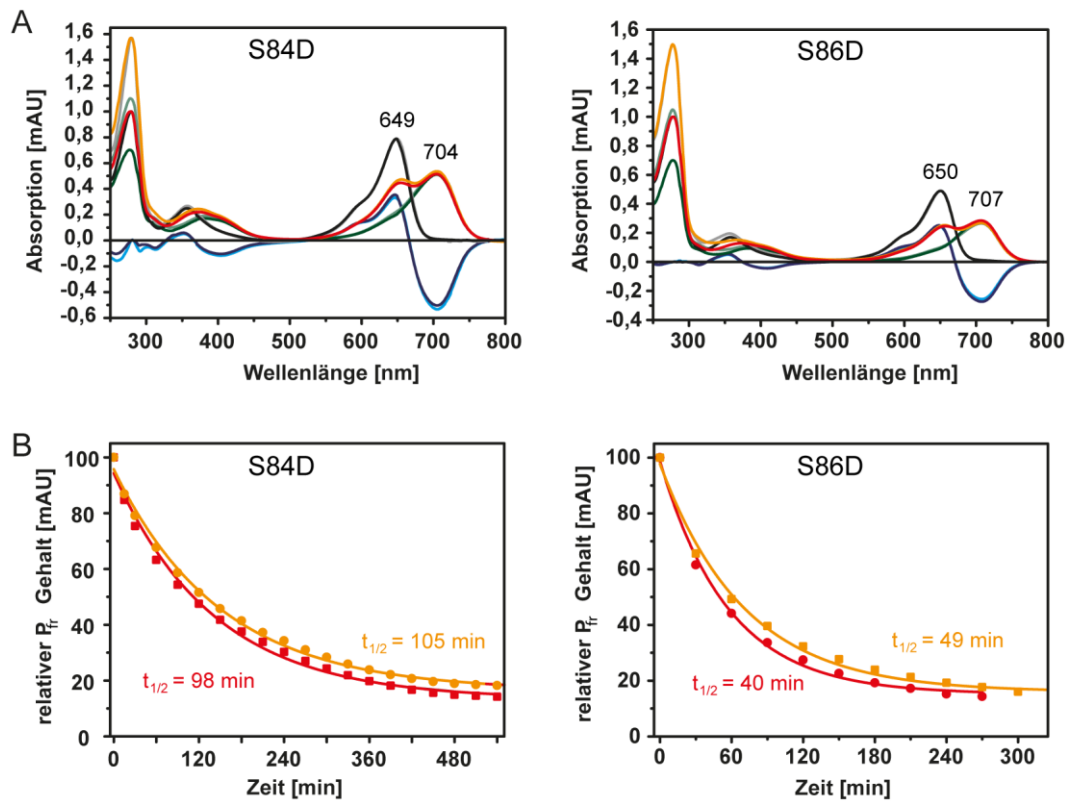 A
S84D
Absorption [mAU]
1,6
1,4
1,2
1,0
0,8
0,6
0,4
0,2
0,0
-0,2
-0,4
-0,6
649
704
300 400 500 600 700 800
Wellenlänge [nm]
S86D
Absorption [mAU]
1,6
1,4
1,2
1,0
0,8
0,6
0,4
0,2
0,0
-0,2
-0,4
650
707
300 400 500 600 700 800
Wellenlänge [nm]
B
S84D
relativer Pfr Gehalt [mAU]
100
80
60
40
20
0
t1/2 = 105 min
t1/2 = 98 min
0 120 240 360 480
Zeit [min]
S86D
relativer Pfr Gehalt [mAU]
100
80
60
40
20
0
t1/2 = 49 min
t1/2 = 40 min
0 60 120 180 240 300
Zeit [min]